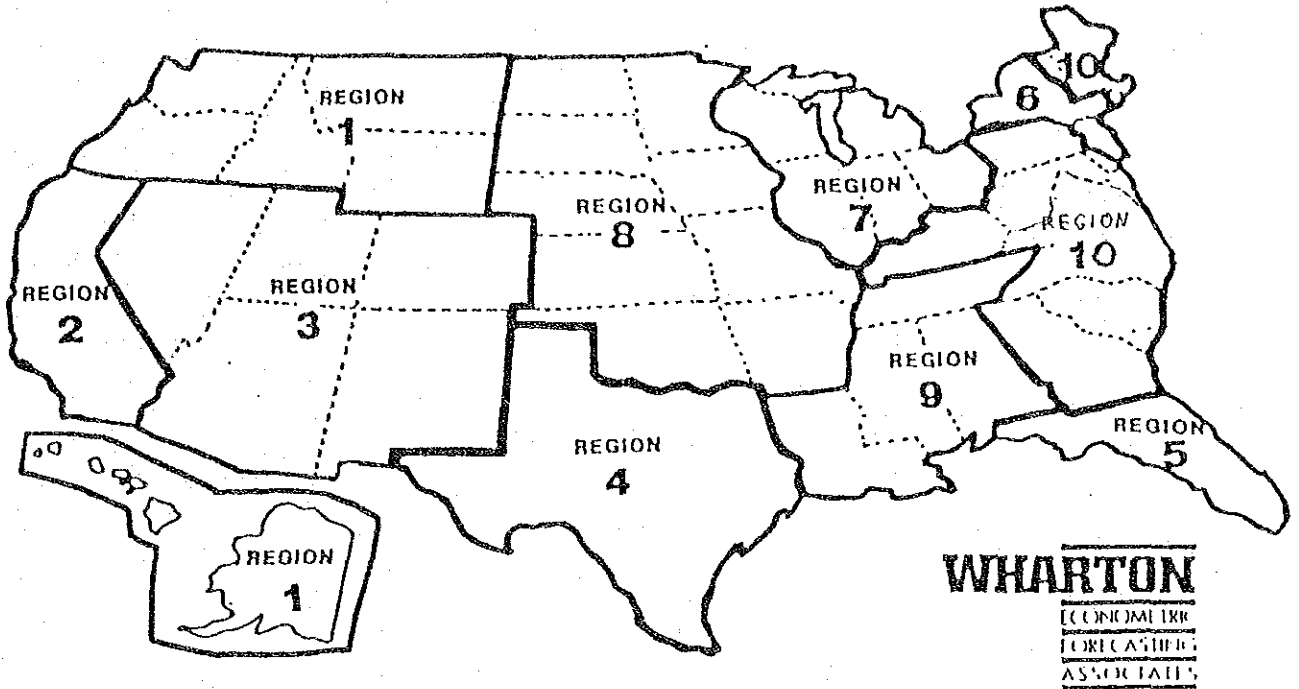 10
6
REGION
1
REGION
8
REGION
7
REGION
10
REGION
2
REGION
3
REGION
9
REGION
5
REGION
4
REGION
1
WHARTON
ECONOMETRIC
FORECASTING
ASSOCIATES